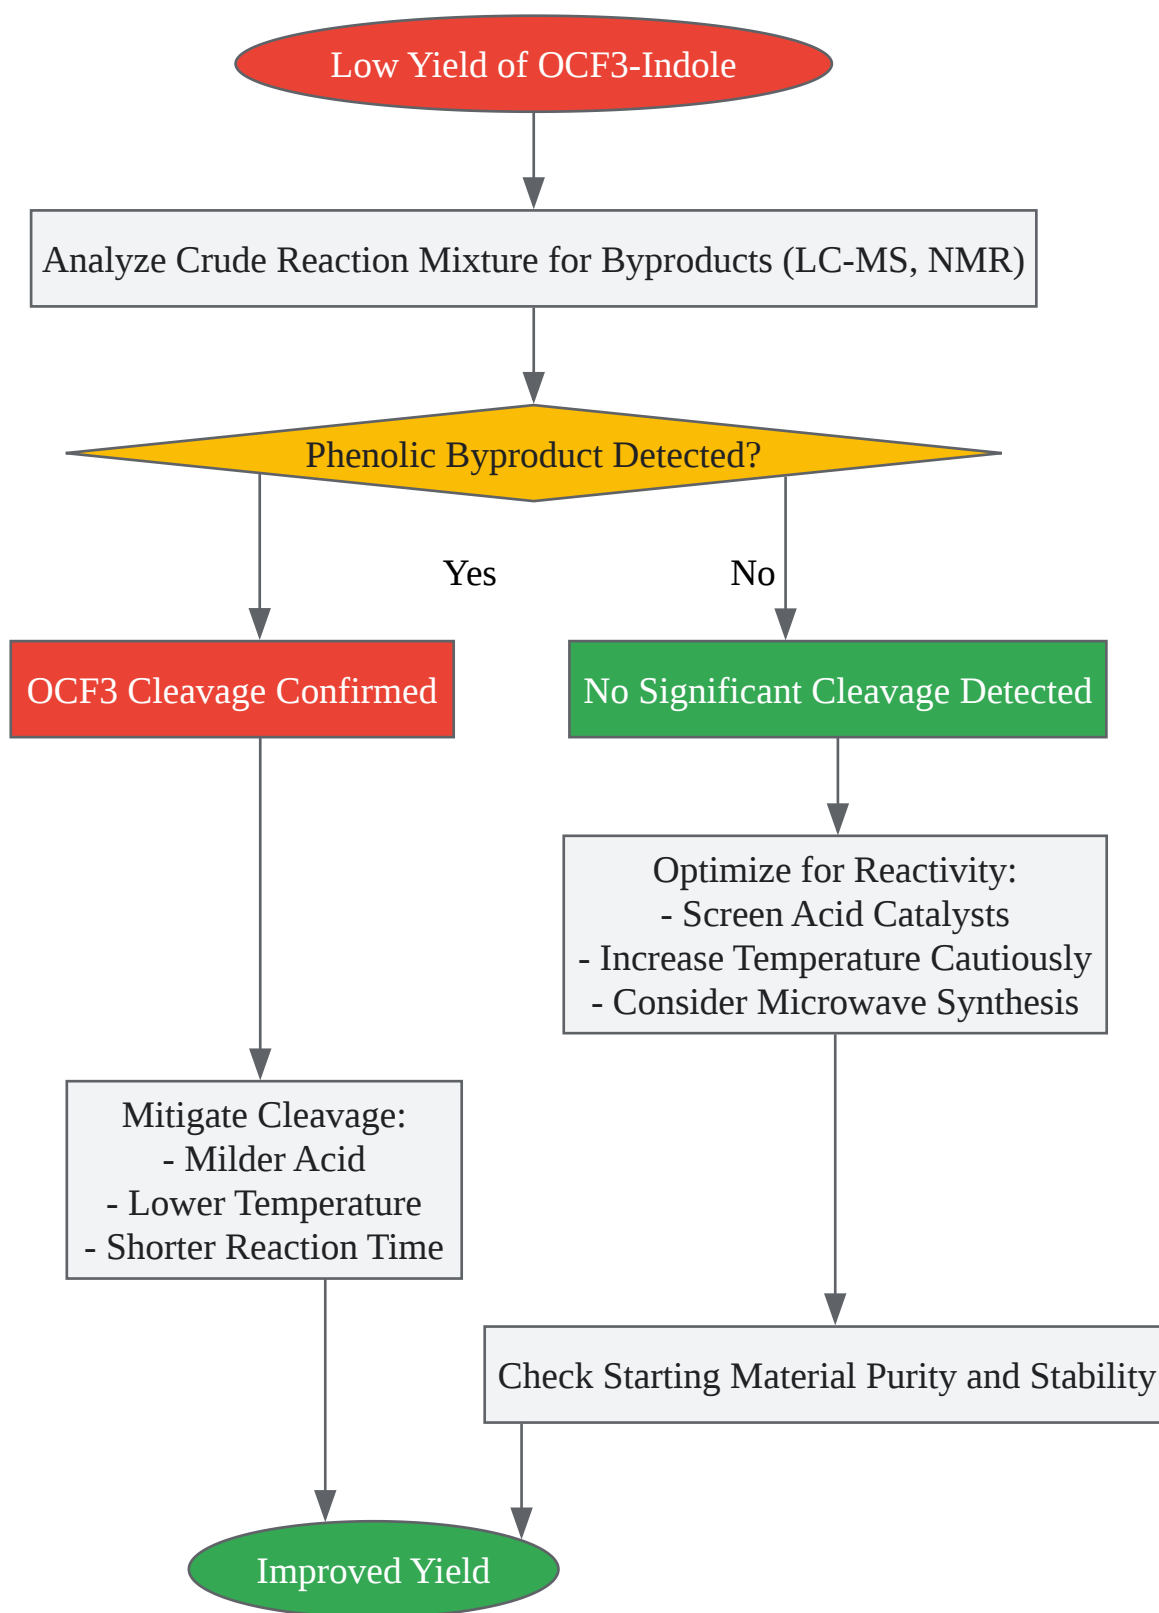 Low Yield of OCF3-Indole
Analyze Crude Reaction Mixture for Byproducts (LC-MS, NMR)
Phenolic Byproduct Detected?
Yes
No
OCF3 Cleavage Confirmed
No Significant Cleavage Detected
Optimize for Reactivity:
- Screen Acid Catalysts
- Increase Temperature Cautiously
- Consider Microwave Synthesis
Mitigate Cleavage:
- Milder Acid
- Lower Temperature
- Shorter Reaction Time
Check Starting Material Purity and Stability
Improved Yield